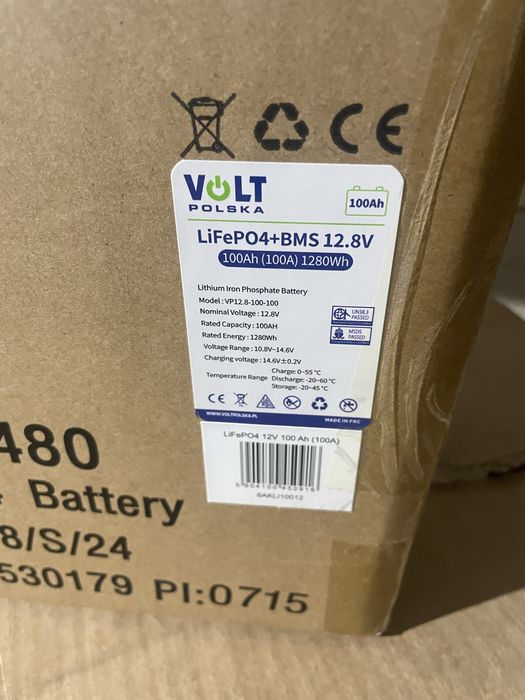 CE
VOLT
POLSKA
100Ah
LiFePO4+BMS 12.8V
100Ah (100A) 1280Wh
Lithium Iron Phosphate Battery
Model : VP12.8-100-100
Nominal Voltage : 12.8V
Rated Capacity : 100AH
Rated Energy : 1280Wh
Voltage Range : 10.8V~14.6V
Charging voltage : 14.6V±0.2V
Temperature Range Charge: 0~55 °C
Discharge: -20~60 °C
Storage: -20~45 °C
UN38.3
PASSED
MSDS
PASSED
CE
WWW.VOLTPOLSKA.PL
MADE IN PRC
LiFePO4 12V 100 Ah (100A)
6AKLI10012
480
Battery
8/S/24
530179 PI:0715